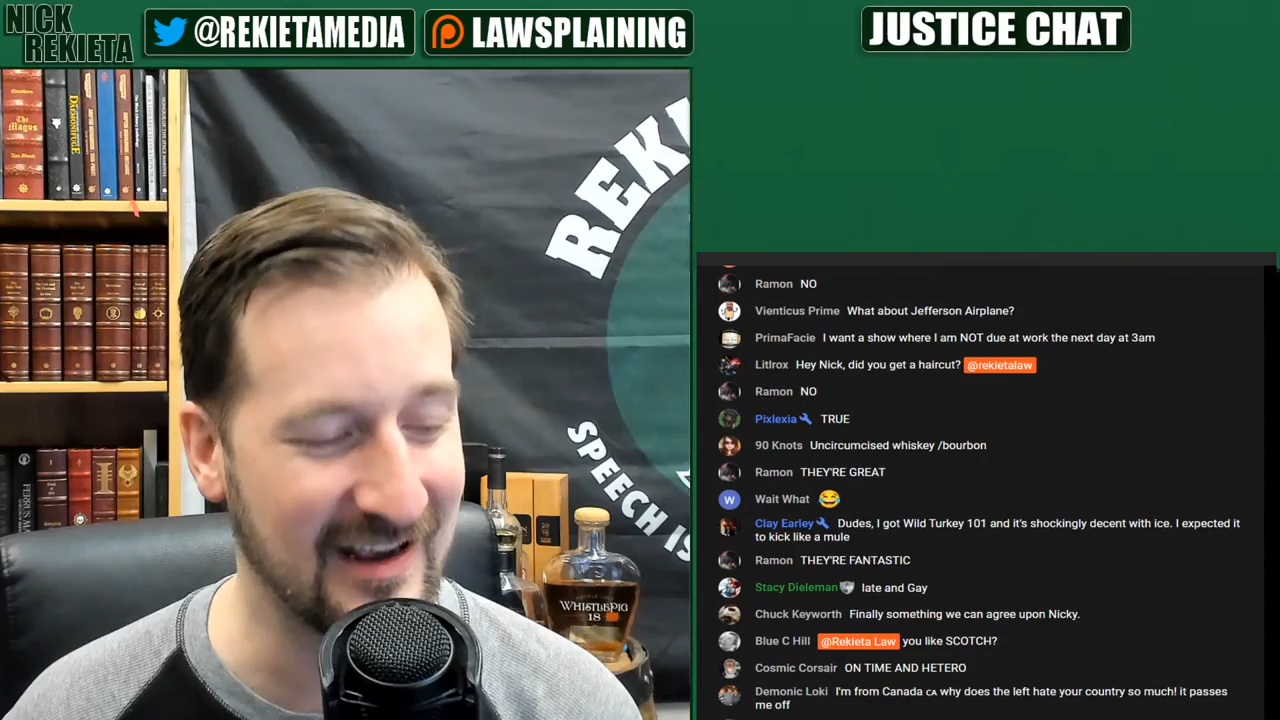 NICK
REKIETA
@REKIETAMEDIA
LAWSPLAINING
JUSTICE CHAT
The
Magus
DAEMONIFUGE
REKI
SPEECH IS
WHISTLEPIG
18
Ramon NO
Vienticus Prime What about Jefferson Airplane?
PrimaFacie I want a show where I am NOT due at work the next day at 3am
LitIrox Hey Nick, did you get a haircut? @rekietalaw
Ramon NO
Pixlexia TRUE
90 Knots Uncircumcised whiskey /bourbon
Ramon THEY'RE GREAT
W Wait What 😂
Clay Earley Dudes, I got Wild Turkey 101 and it's shockingly decent with ice. I expected it
to kick like a mule
Ramon THEY'RE FANTASTIC
Stacy Dieleman late and Gay
Chuck Keyworth Finally something we can agree upon Nicky.
Blue C Hill @Rekieta Law you like SCOTCH?
Cosmic Corsair ON TIME AND HETERO
Demonic Loki I'm from Canada ᴄᴀ why does the left hate your country so much! it passes
me off